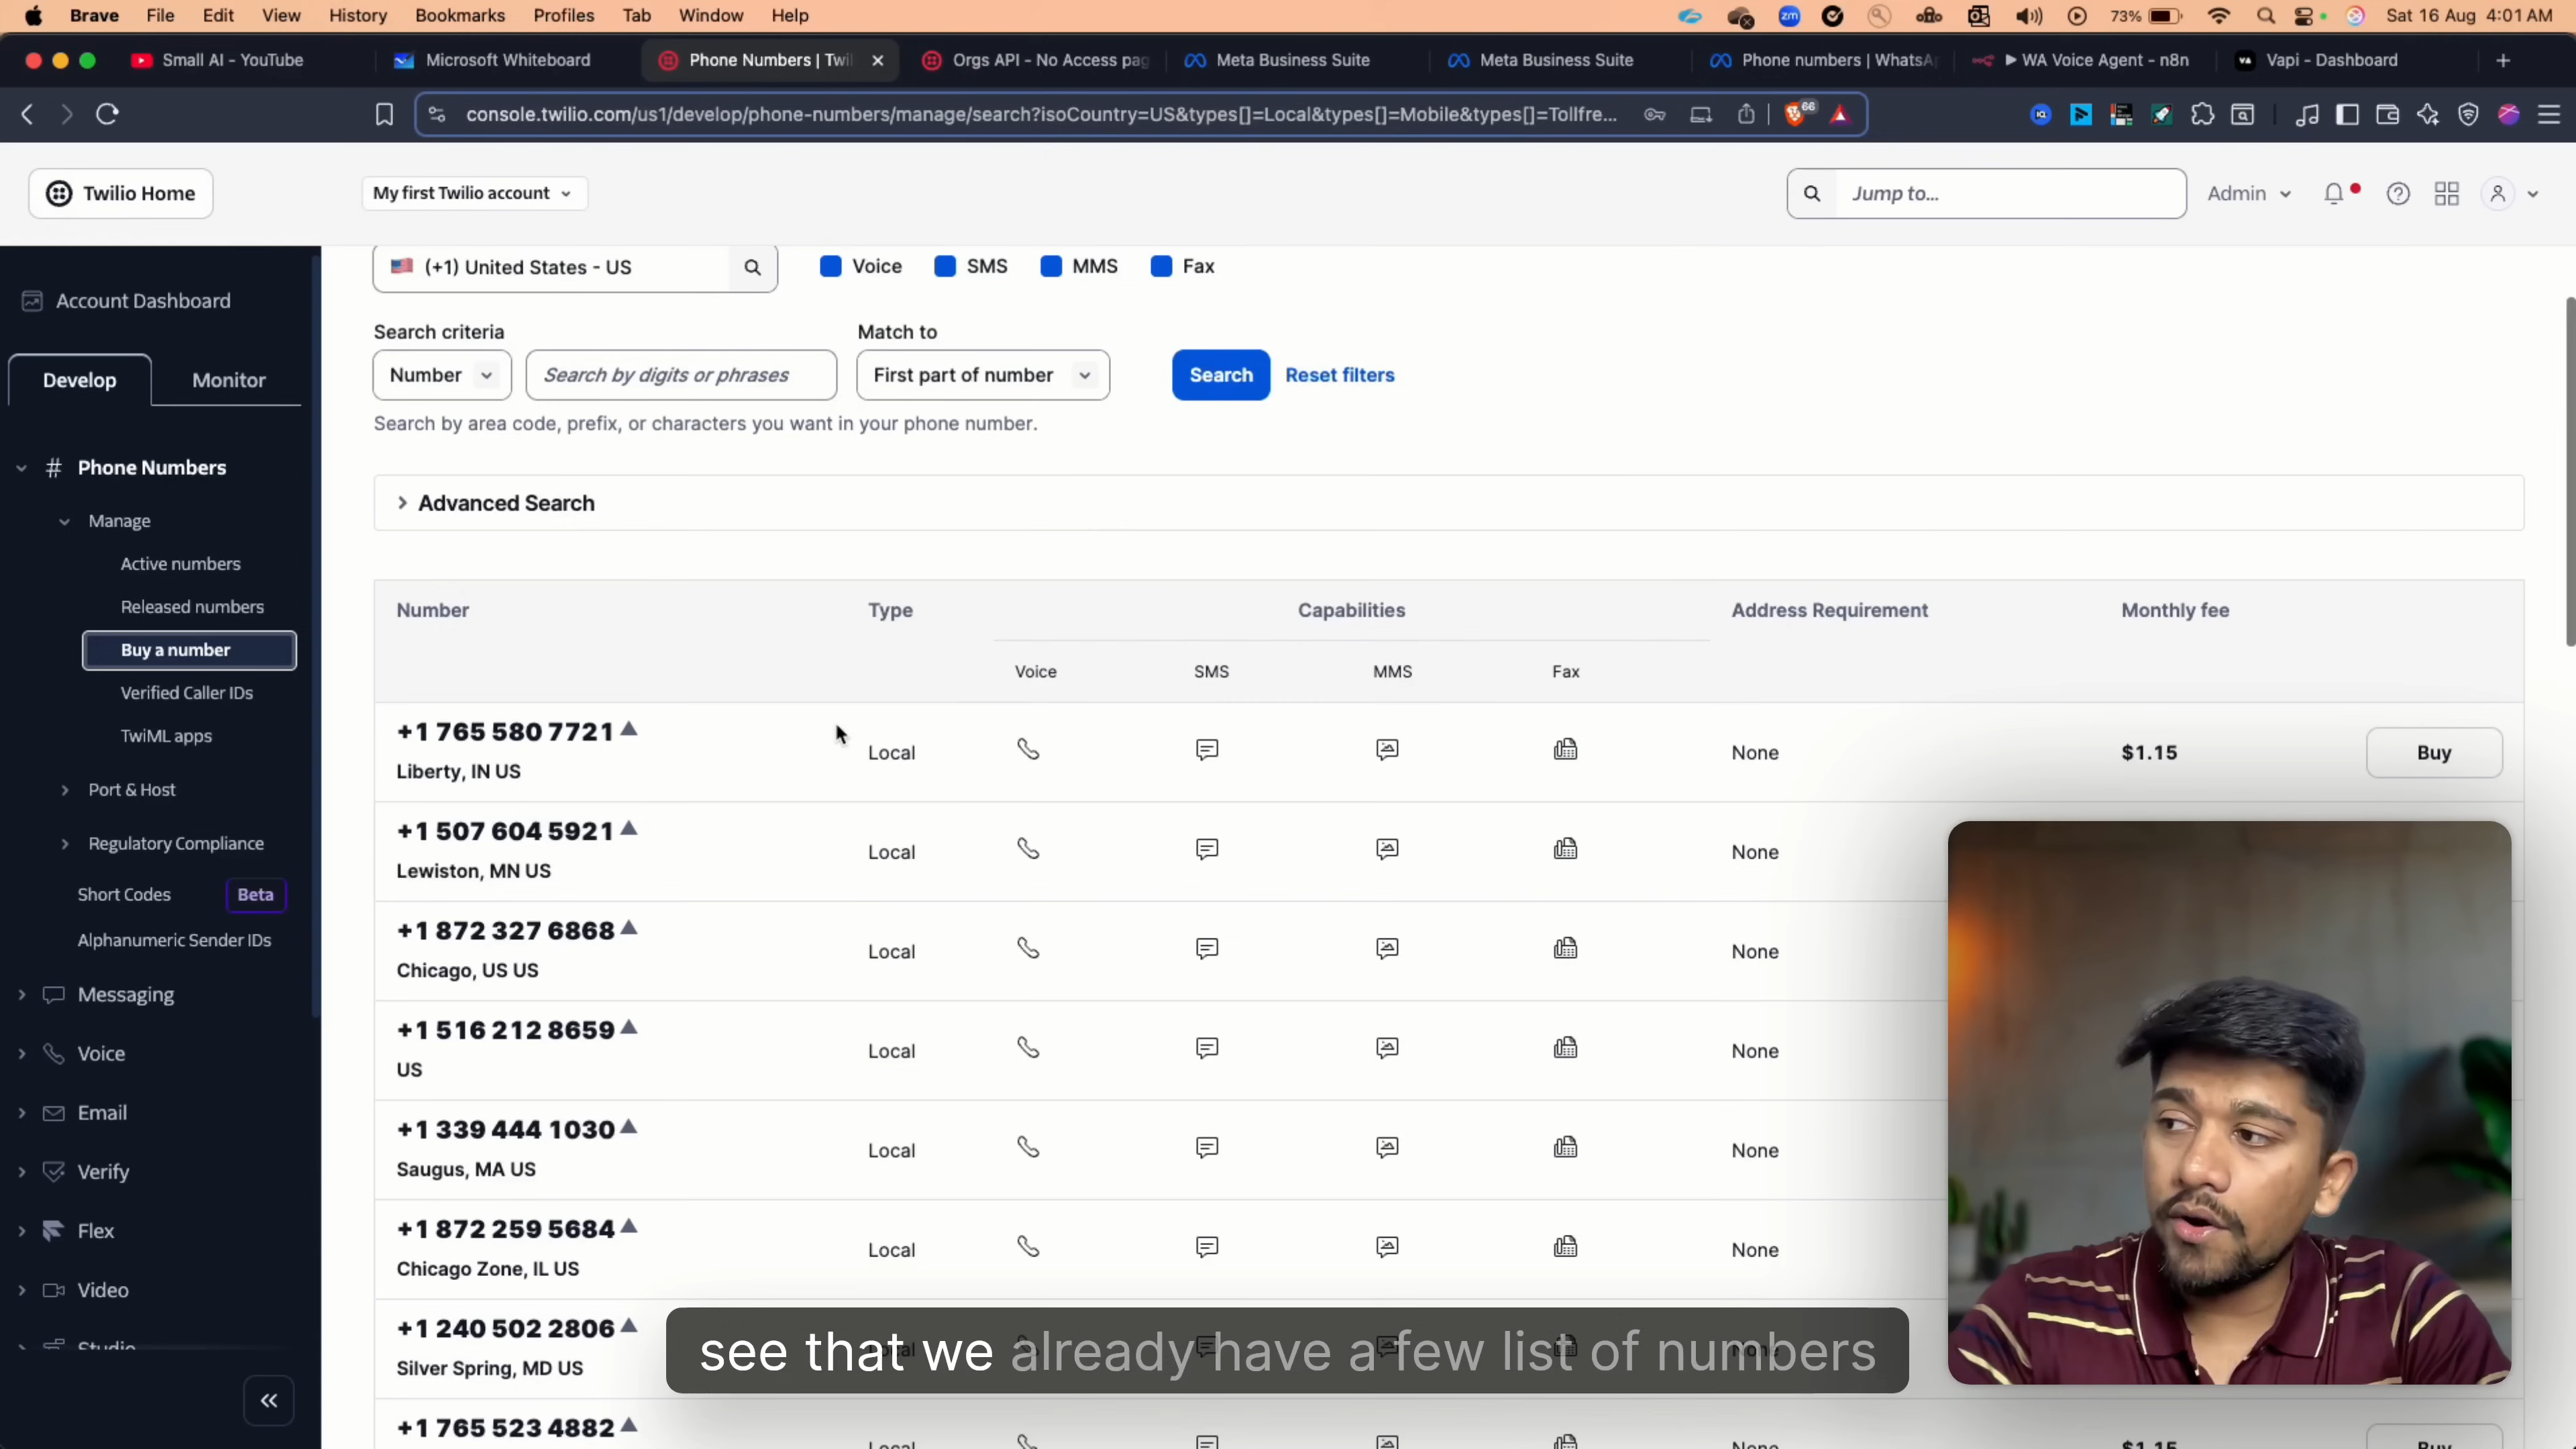 Brave File Edit View History Bookmarks Profiles Tab Window Help
zm 73% Sat 16 Aug 4:01 AM
Small AI - YouTube Microsoft Whiteboard Phone Numbers | Twil Orgs API - No Access pag Meta Business Suite Meta Business Suite Phone numbers | WhatsA WA Voice Agent - n8n Vapi - Dashboard
console.twilio.com/us1/develop/phone-numbers/manage/search?isoCountry=US&types[]=Local&types[]=Mobile&types[]=Tollfre... 66
Twilio Home My first Twilio account Jump to... Admin
(+1) United States - US Voice SMS MMS Fax
Account Dashboard
Develop Monitor
Phone Numbers
Manage
Active numbers
Released numbers
Buy a number
Verified Caller IDs
TwiML apps
Port & Host
Regulatory Compliance
Short Codes Beta
Alphanumeric Sender IDs
Messaging
Voice
Email
Verify
Flex
Video
Studio
Search criteria Match to
Number Search by digits or phrases First part of number Search Reset filters
Search by area code, prefix, or characters you want in your phone number.
Advanced Search
Number Type Capabilities Address Requirement Monthly fee
Voice SMS MMS Fax
+1 765 580 7721
Liberty, IN US
Local None $1.15 Buy
+1 507 604 5921
Lewiston, MN US
Local None
+1 872 327 6868
Chicago, US US
Local None
+1 516 212 8659
US
Local None
+1 339 444 1030
Saugus, MA US
Local None
+1 872 259 5684
Chicago Zone, IL US
Local None
+1 240 502 2806
Silver Spring, MD US
+1 765 523 4882
Local $1.15 Buy
see that we already have a few list of numbers